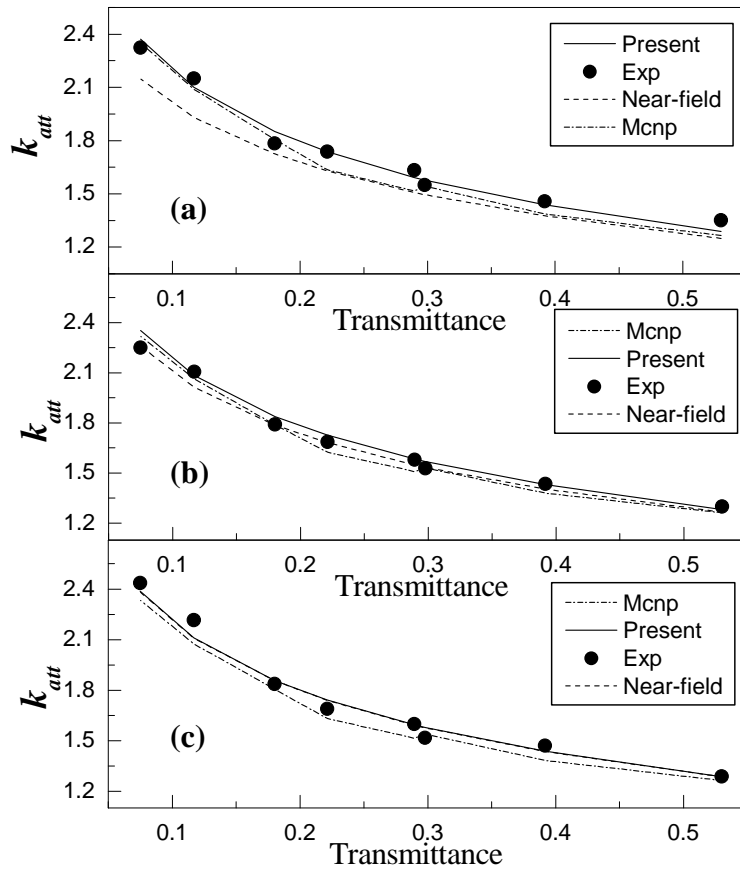 2.4
2.1
1.8
1.5
1.2
k_att
(a)
Present
Exp
Near-field
Mcnp
0.1 0.2 0.3 0.4 0.5
Transmittance
2.4
2.1
1.8
1.5
1.2
k_att
(b)
Mcnp
Present
Exp
Near-field
0.1 0.2 0.3 0.4 0.5
Transmittance
2.4
2.1
1.8
1.5
1.2
k_att
(c)
Mcnp
Present
Exp
Near-field
0.1 0.2 0.3 0.4 0.5
Transmittance